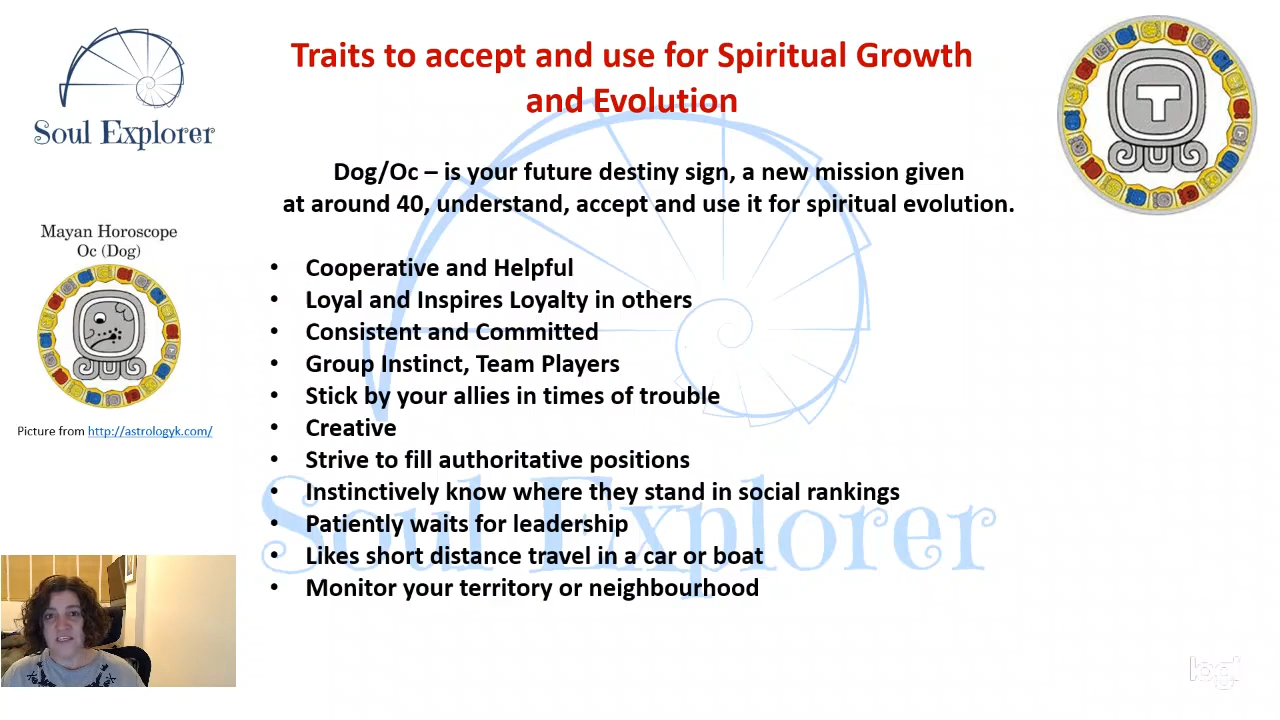 Soul Explorer
Traits to accept and use for Spiritual Growth
and Evolution
Dog/Oc – is your future destiny sign, a new mission given
at around 40, understand, accept and use it for spiritual evolution.
Mayan Horoscope
Oc (Dog)
Picture from http://astrologyk.com/
• Cooperative and Helpful
• Loyal and Inspires Loyalty in others
• Consistent and Committed
• Group Instinct, Team Players
• Stick by your allies in times of trouble
• Creative
• Strive to fill authoritative positions
• Instinctively know where they stand in social rankings
• Patiently waits for leadership
• Likes short distance travel in a car or boat
• Monitor your territory or neighbourhood
Soul Explorer
logi